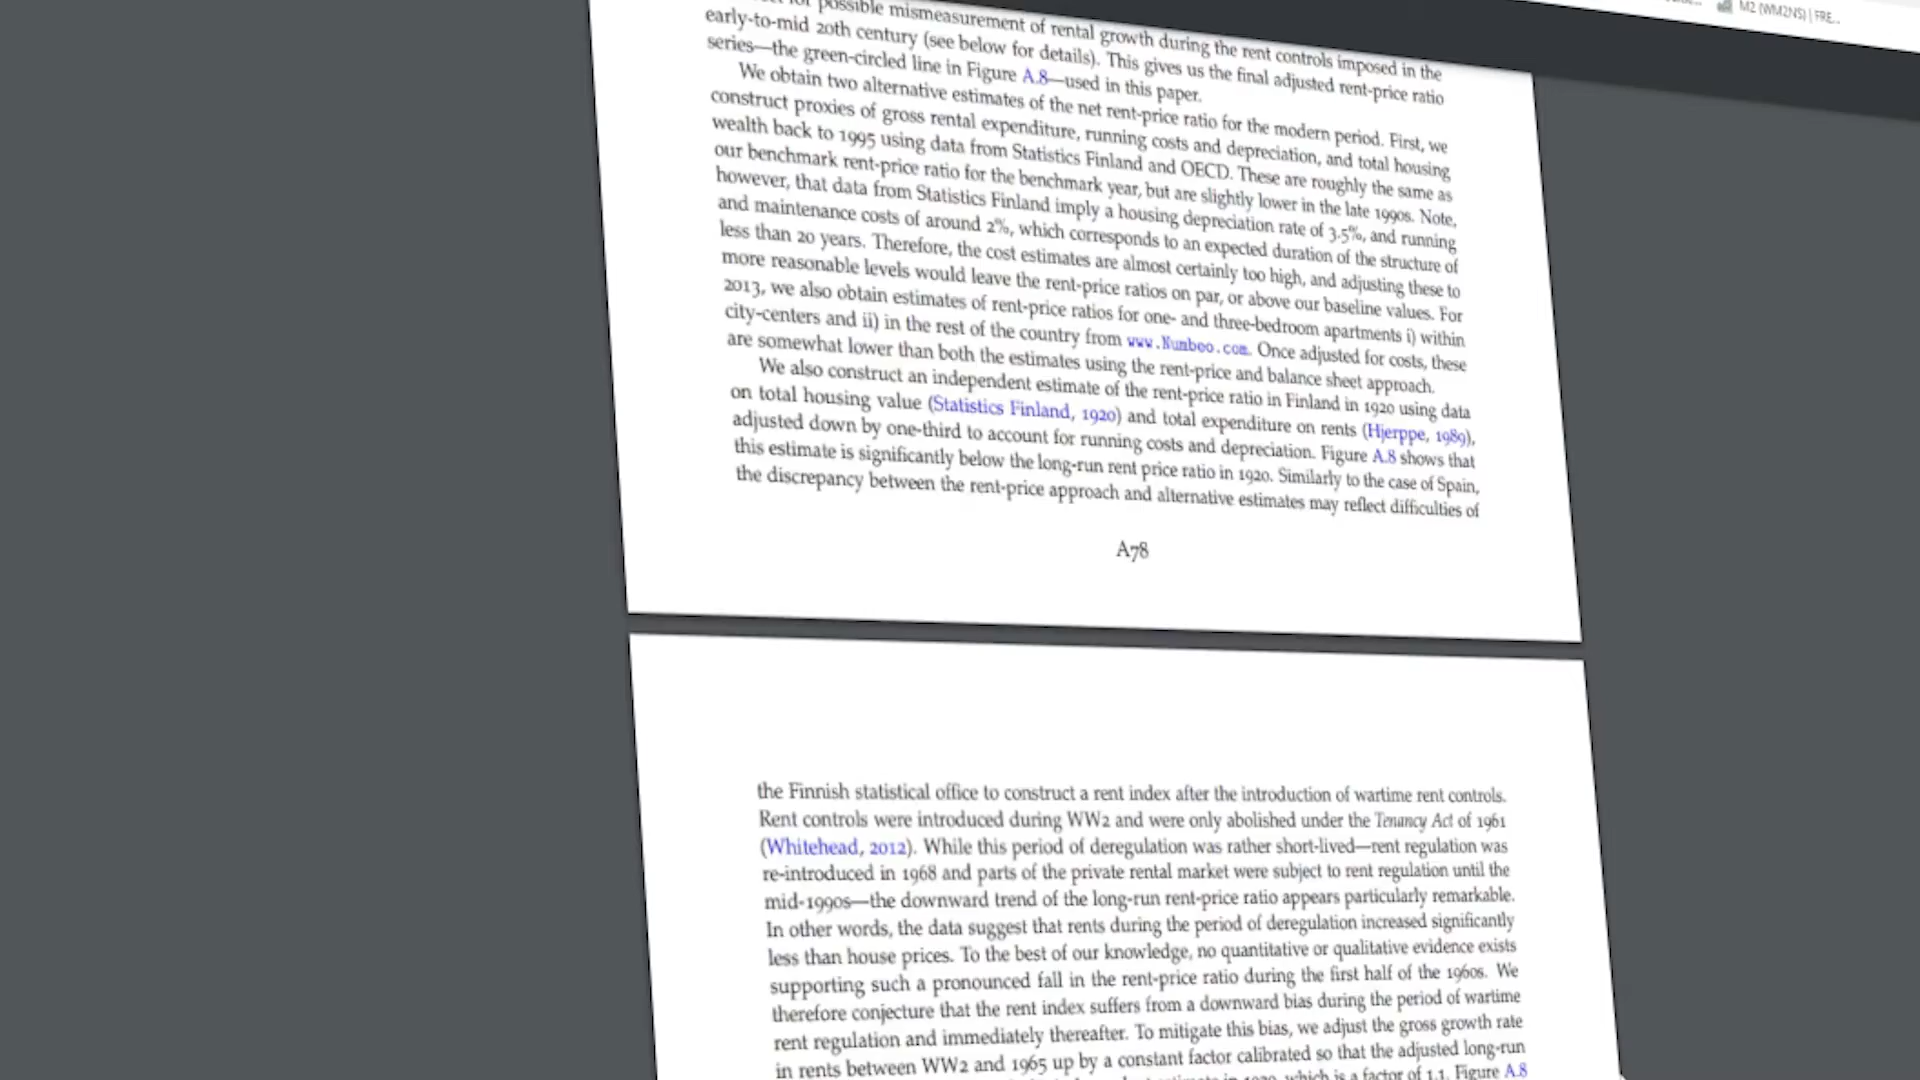 M2 (WM2NS) | FRE...
possible mismeasurement of rental growth during the rent controls imposed in the
early-to-mid 20th century (see below for details). This gives us the final adjusted rent-price ratio
series—the green-circled line in Figure A.8—used in this paper.
We obtain two alternative estimates of the net rent-price ratio for the modern period. First, we
construct proxies of gross rental expenditure, running costs and depreciation, and total housing
wealth back to 1995 using data from Statistics Finland and OECD. These are roughly the same as
our benchmark rent-price ratio for the benchmark year, but are slightly lower in the late 1990s. Note,
however, that data from Statistics Finland imply a housing depreciation rate of 3.5%, and running
and maintenance costs of around 2%, which corresponds to an expected duration of the structure of
less than 20 years. Therefore, the cost estimates are almost certainly too high, and adjusting these to
more reasonable levels would leave the rent-price ratios on par, or above our baseline values. For
2013, we also obtain estimates of rent-price ratios for one- and three-bedroom apartments i) within
city-centers and ii) in the rest of the country from www.Numbeo.com. Once adjusted for costs, these
are somewhat lower than both the estimates using the rent-price and balance sheet approach.
We also construct an independent estimate of the rent-price ratio in Finland in 1920 using data
on total housing value (Statistics Finland, 1920) and total expenditure on rents (Hjerppe, 1989),
adjusted down by one-third to account for running costs and depreciation. Figure A.8 shows that
this estimate is significantly below the long-run rent price ratio in 1920. Similarly to the case of Spain,
the discrepancy between the rent-price approach and alternative estimates may reflect difficulties of
A78
the Finnish statistical office to construct a rent index after the introduction of wartime rent controls.
Rent controls were introduced during WW2 and were only abolished under the Tenancy Act of 1961
(Whitehead, 2012). While this period of deregulation was rather short-lived—rent regulation was
re-introduced in 1968 and parts of the private rental market were subject to rent regulation until the
mid-1990s—the downward trend of the long-run rent-price ratio appears particularly remarkable.
In other words, the data suggest that rents during the period of deregulation increased significantly
less than house prices. To the best of our knowledge, no quantitative or qualitative evidence exists
supporting such a pronounced fall in the rent-price ratio during the first half of the 1960s. We
therefore conjecture that the rent index suffers from a downward bias during the period of wartime
rent regulation and immediately thereafter. To mitigate this bias, we adjust the gross growth rate
in rents between WW2 and 1965 up by a constant factor calibrated so that the adjusted long-run
which is a factor of 1.1. Figure A.8